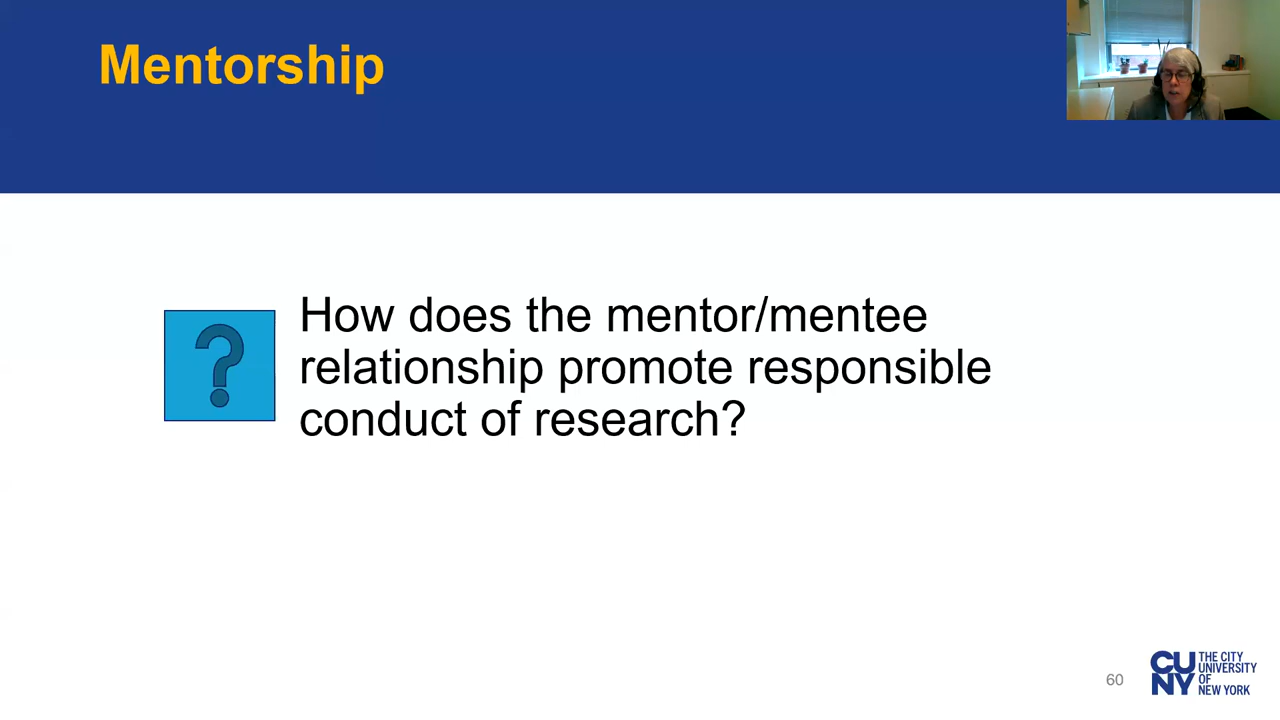 Mentorship
?
How does the mentor/mentee
relationship promote responsible
conduct of research?
60
CU
NY
THE CITY
UNIVERSITY
OF
NEW YORK